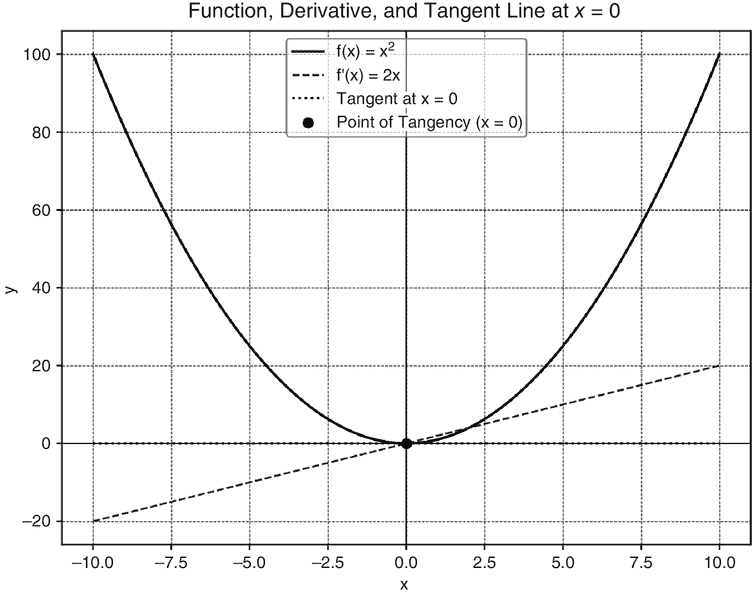 Function, Derivative, and Tangent Line at x = 0
f(x) = x²
f'(x) = 2x
Tangent at x = 0
Point of Tangency (x = 0)
100
80
60
40
20
0
−20
y
−10.0 −7.5 −5.0 −2.5 0.0 2.5 5.0 7.5 10.0
x